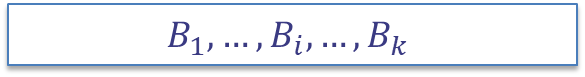 B₁, … , Bᵢ, … , Bₖ